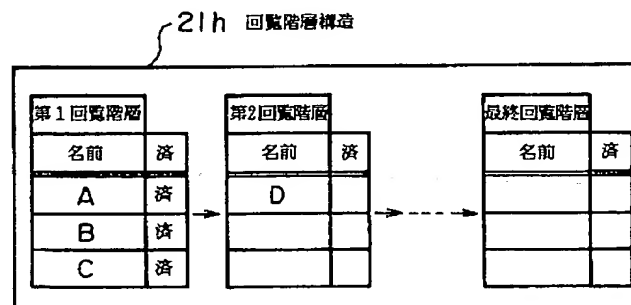 21h 回覧階層構造
第1回覧階層 第2回覧階層 最終回覧階層
名前 済 名前 済 名前 済
A 済 D
B 済
C 済